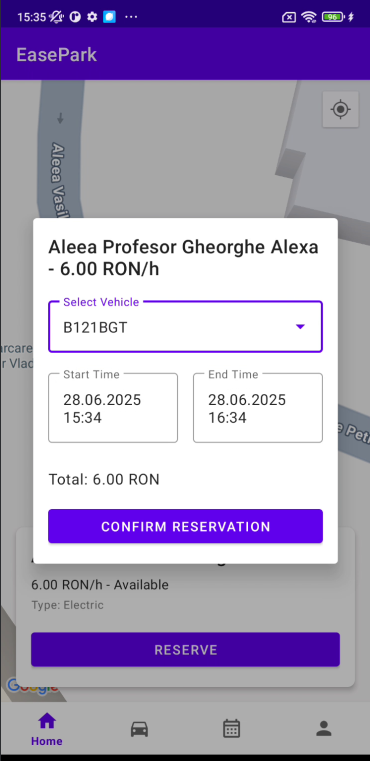 15:35
96
EasePark
Aleea Vasil
Aleea Profesor Gheorghe Alexa
- 6.00 RON/h
Select Vehicle
B121BGT
Start Time
End Time
28.06.2025
15:34
28.06.2025
16:34
arcare
r Vlad
e Pet
Total: 6.00 RON
CONFIRM RESERVATION
6.00 RON/h - Available
Type: Electric
RESERVE
Google
Home